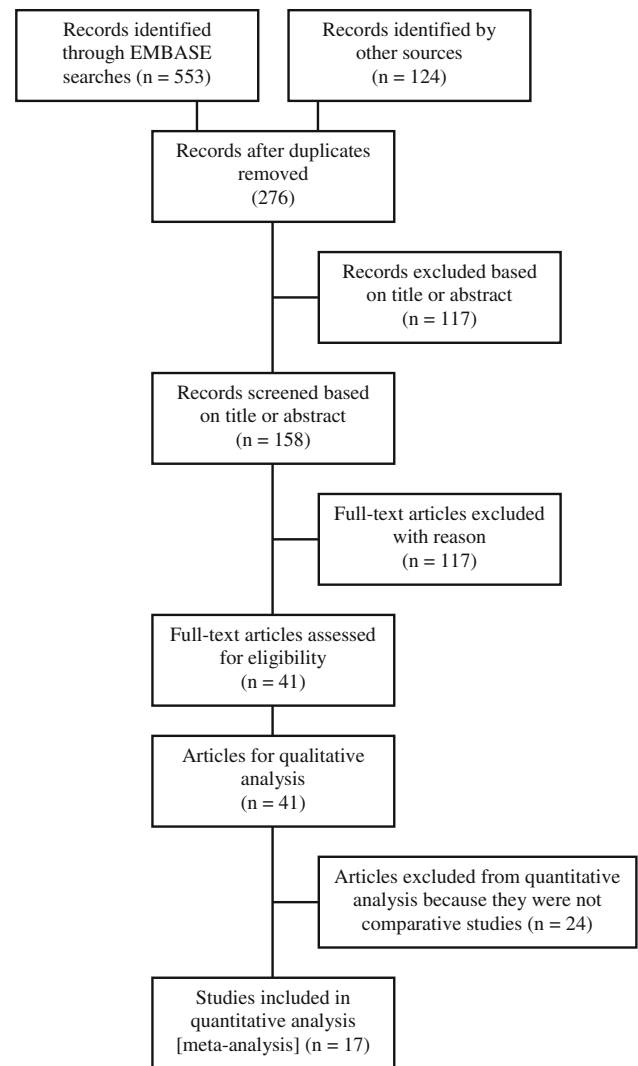 Records identified
through EMBASE
searches (n = 553)
Records identified by
other sources
(n = 124)
Records after duplicates
removed
(276)
Records excluded based
on title or abstract
(n = 117)
Records screened based
on title or abstract
(n = 158)
Full-text articles excluded
with reason
(n = 117)
Full-text articles assessed
for eligibility
(n = 41)
Articles for qualitative
analysis
(n = 41)
Articles excluded from quantitative
analysis because they were not
comparative studies (n = 24)
Studies included in
quantitative analysis
[meta-analysis] (n = 17)